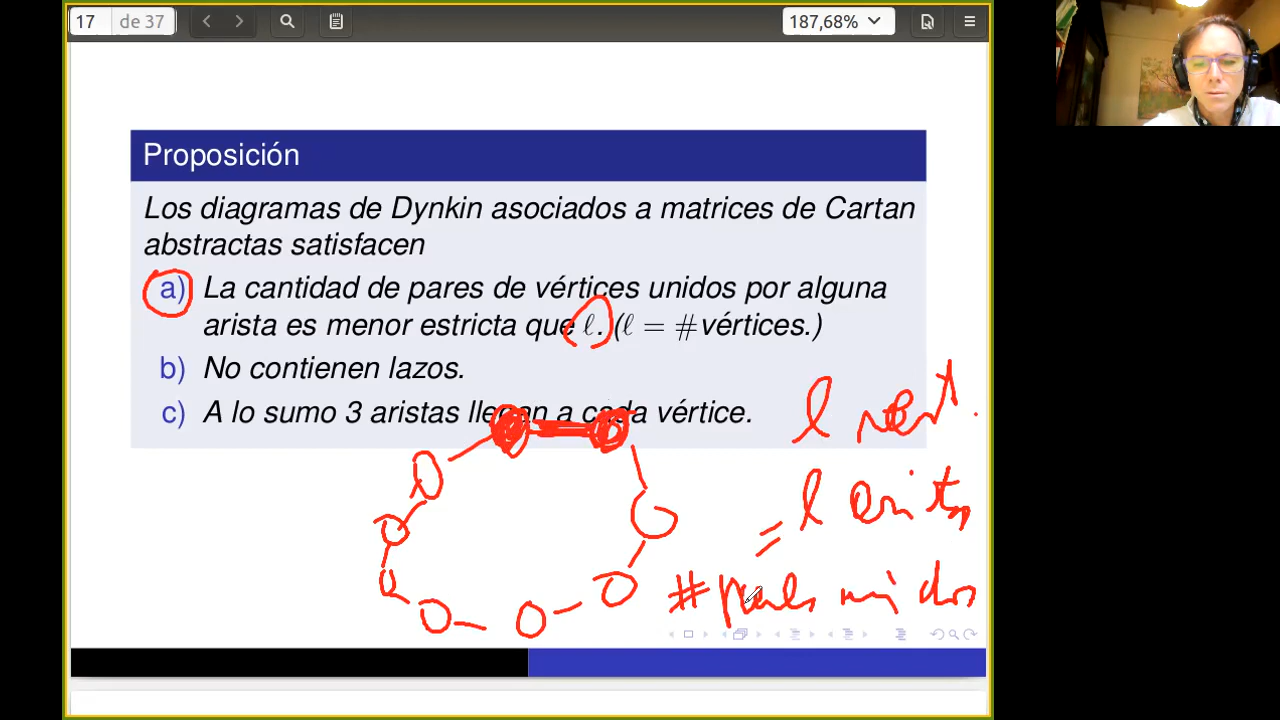 17 de 37
187,68%
Proposición
Los diagramas de Dynkin asociados a matrices de Cartan
abstractas satisfacen
a) La cantidad de pares de vértices unidos por alguna
arista es menor estricta que ℓ. (ℓ = #vértices.)
b) No contienen lazos.
c) A lo sumo 3 aristas llegan a cada vértice.
l vert.
= l
# pares unidos